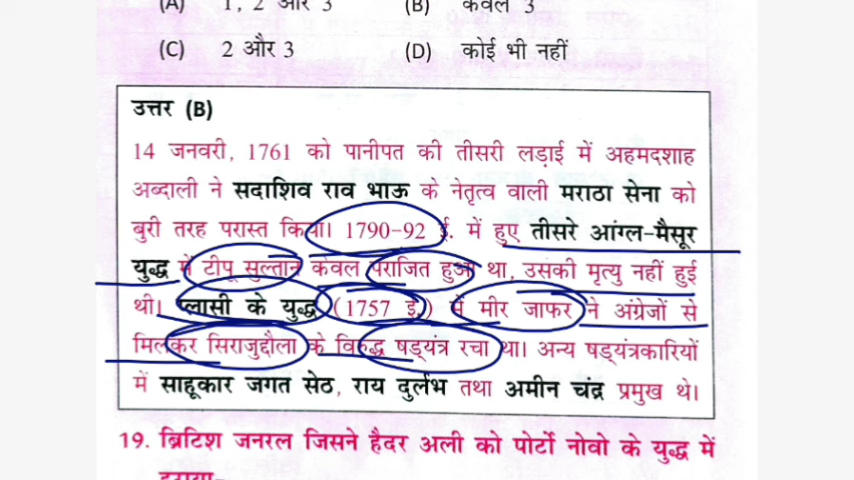 (A) 1, 2 और 3 (B) केवल 3
(C) 2 और 3 (D) कोई भी नहीं
उत्तर (B)
14 जनवरी, 1761 को पानीपत की तीसरी लड़ाई में अहमदशाह
अब्दाली ने सदाशिव राव भाऊ के नेतृत्व वाली मराठा सेना को
बुरी तरह परास्त किया। 1790-92 ई. में हुए तीसरे आंग्ल-मैसूर
युद्ध में टीपू सुल्तान केवल पराजित हुआ था, उसकी मृत्यु नहीं हुई
थी। प्लासी के युद्ध (1757 ई.) में मीर जाफर ने अंग्रेजों से
मिलकर सिराजुद्दौला के विरुद्ध षड्यंत्र रचा था। अन्य षड्यंत्रकारियों
में साहूकार जगत सेठ, राय दुर्लभ तथा अमीन चंद्र प्रमुख थे।
19. ब्रिटिश जनरल जिसने हैदर अली को पोर्टो नोवो के युद्ध में
हराया-